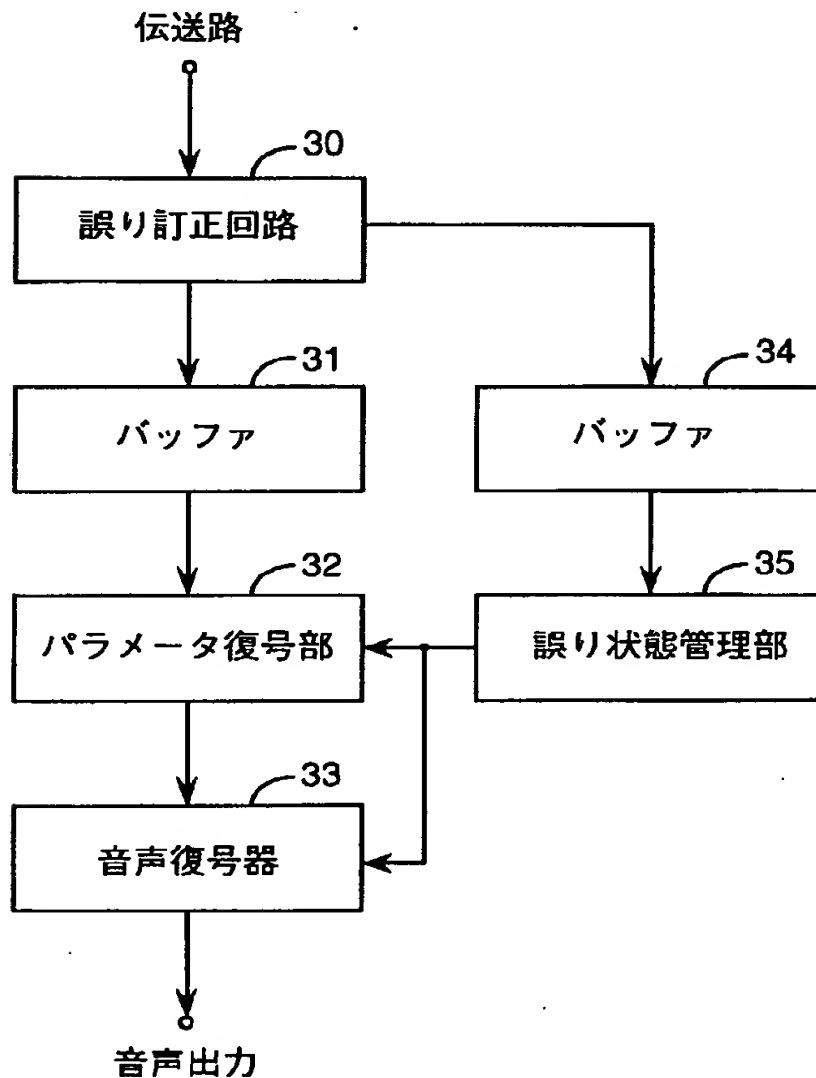 伝送路
30
誤り訂正回路
31
バッファ
34
バッファ
32
パラメータ復号部
35
誤り状態管理部
33
音声復号器
音声出力